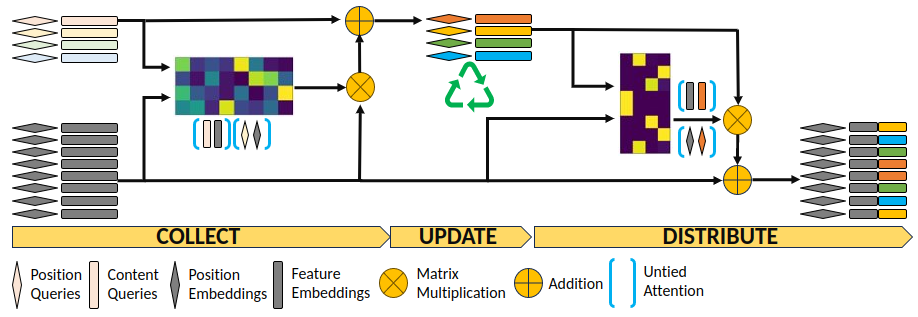 COLLECT
UPDATE
DISTRIBUTE
Position
Queries
Content
Queries
Position
Embeddings
Feature
Embeddings
Matrix
Multiplication
Addition
Untied
Attention